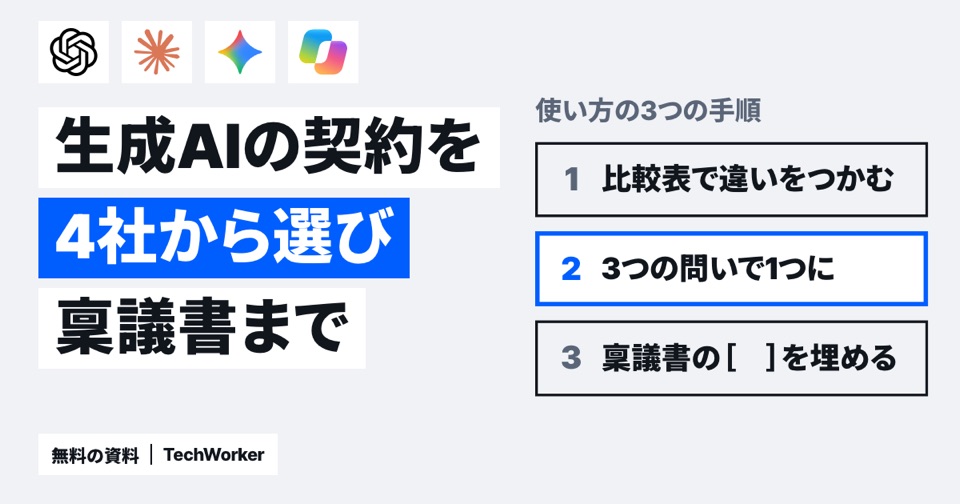 生成AIの契約を
4社から選び
稟議書まで
無料の資料 | TechWorker
使い方の3つの手順
1 比較表で違いをつかむ
2 3つの問いで1つに
3 稟議書の[　]を埋める